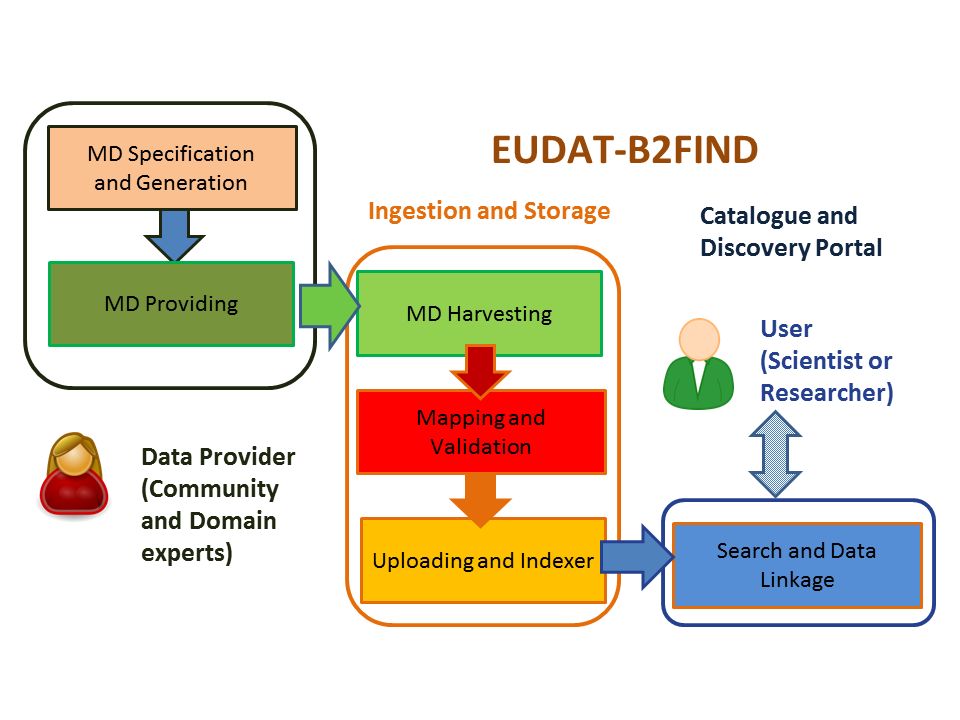 EUDAT-B2FIND
MD Specification
and Generation
MD Providing
Data Provider
(Community
and Domain
experts)
Ingestion and Storage
MD Harvesting
Mapping and
Validation
Uploading and Indexer
Catalogue and
Discovery Portal
User
(Scientist or
Researcher)
Search and Data
Linkage